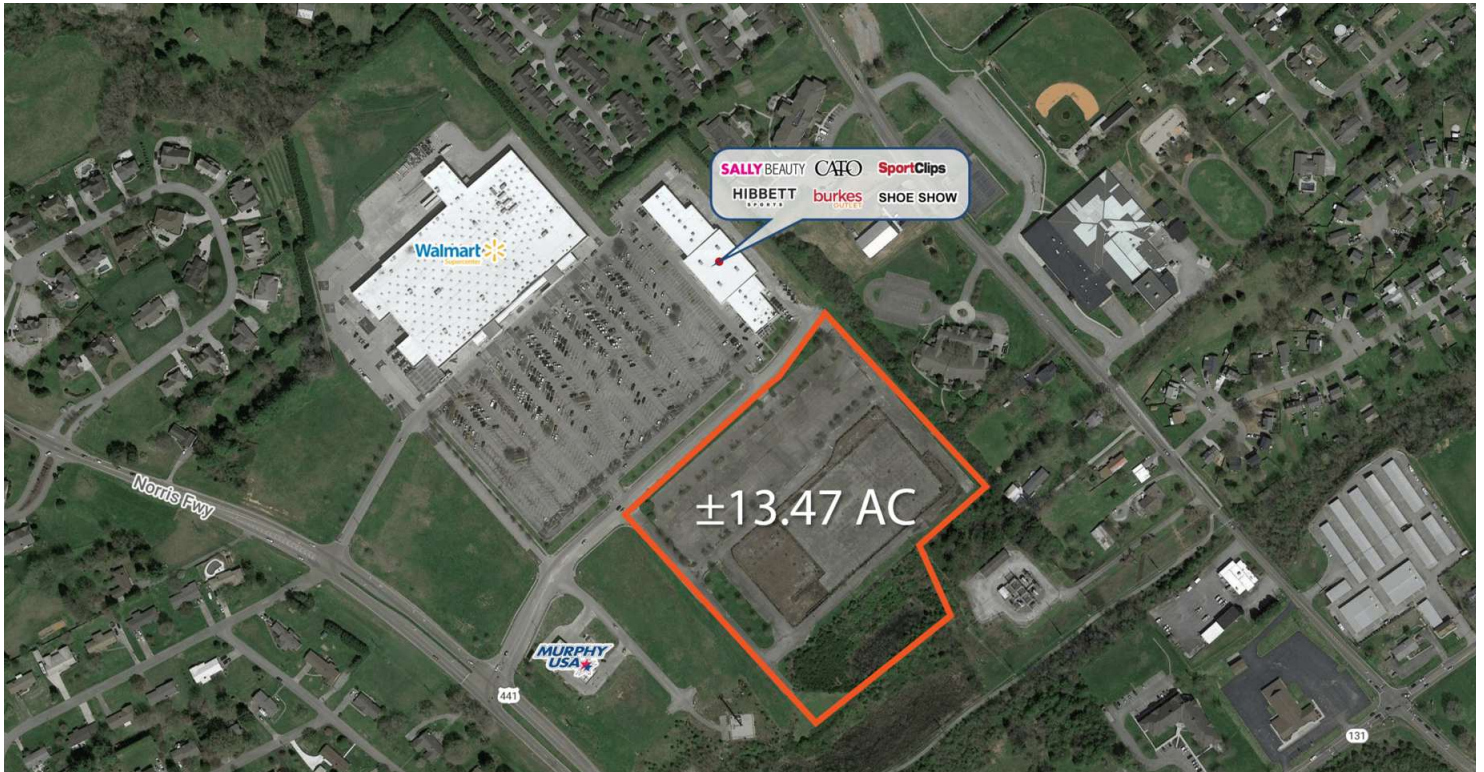 SALLY BEAUTY CATO SportClips
HIBBETT SPORTS burkes OUTLET SHOE SHOW
Walmart
Supercenter
Norris Fwy
±13.47 AC
MURPHY
USA
441
131